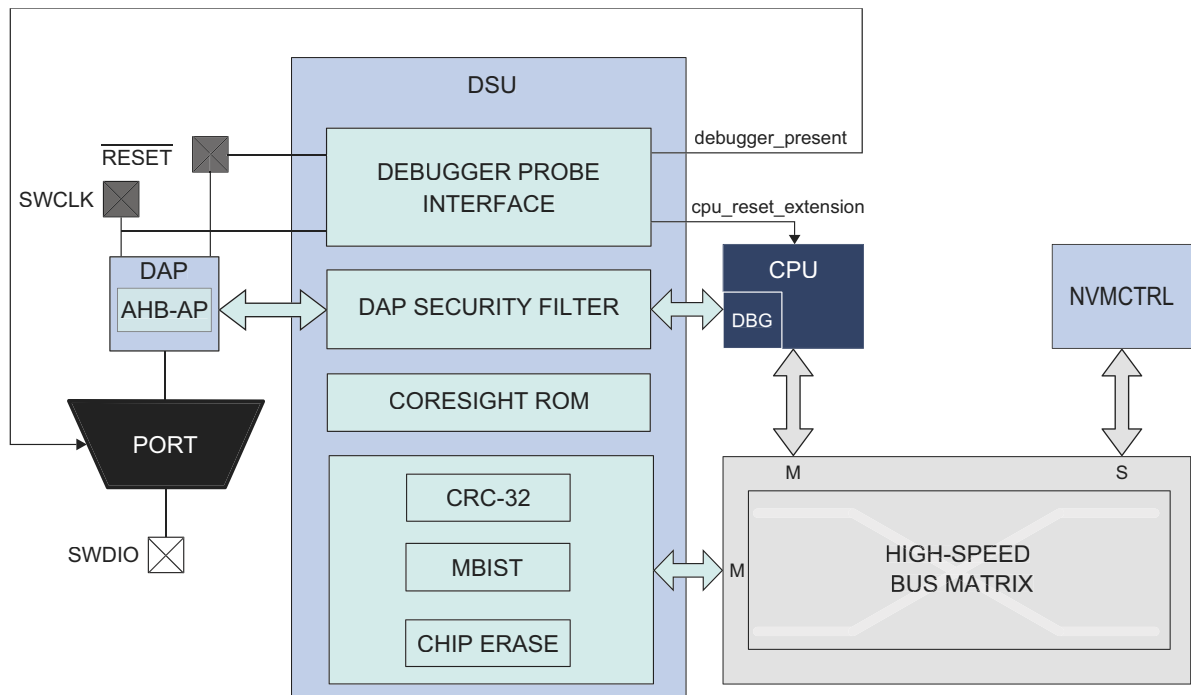 DSU
debugger_present
RESET
DEBUGGER PROBE
INTERFACE
SWCLK
cpu_reset_extension
DAP
AHB-AP
DAP SECURITY FILTER
CPU
DBG
NVMCTRL
CORESIGHT ROM
PORT
M
S
CRC-32
SWDIO
MBIST
M
HIGH-SPEED
BUS MATRIX
CHIP ERASE